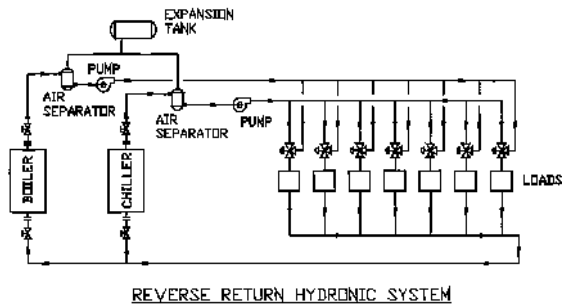 EXPANSION
TANK
PUMP
AIR
SEPARATOR
AIR
SEPARATOR
PUMP
BOILER
CHILLER
LOADS
REVERSE RETURN HYDRONIC SYSTEM